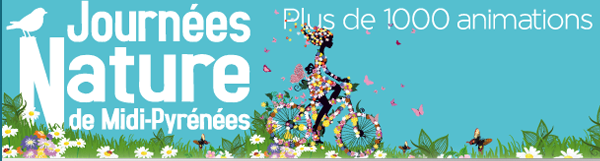 Journées
Nature
de Midi-Pyrénées
Plus de 1000 animations